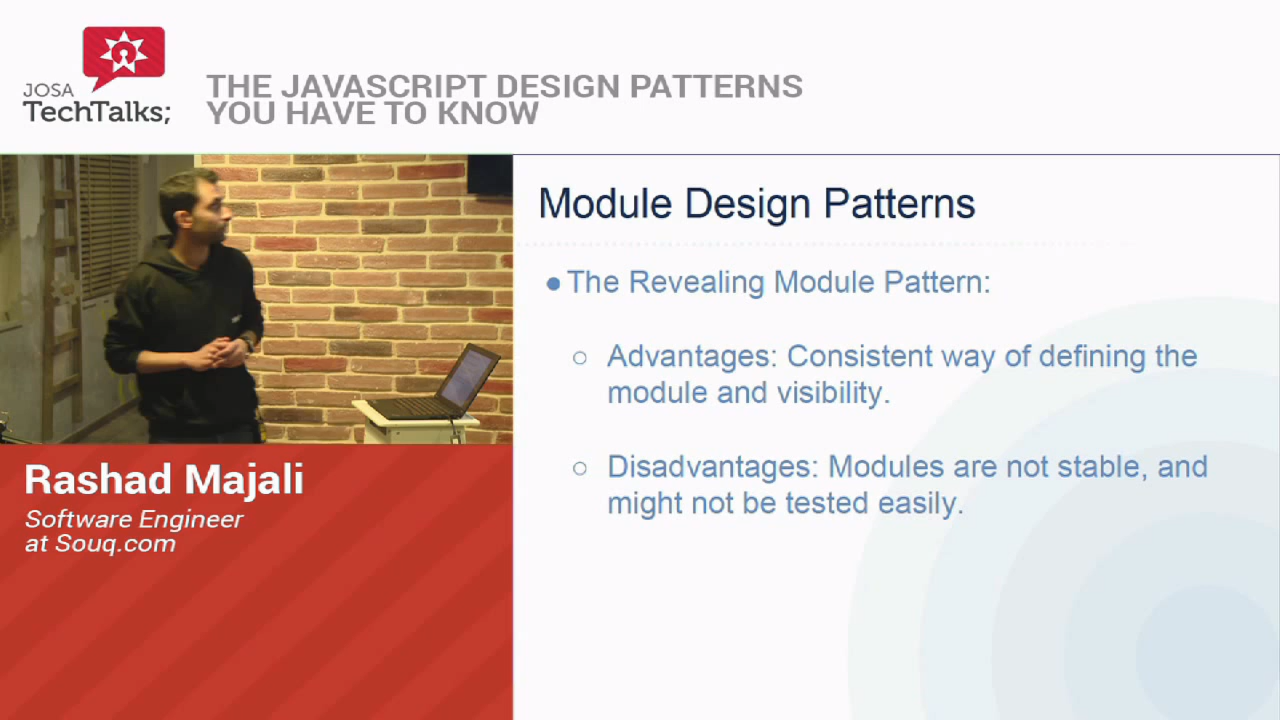 JOSA
TechTalks;
THE JAVASCRIPT DESIGN PATTERNS
YOU HAVE TO KNOW
Module Design Patterns
●The Revealing Module Pattern:
○ Advantages: Consistent way of defining the
module and visibility.
○ Disadvantages: Modules are not stable, and
might not be tested easily.
Rashad Majali
Software Engineer
at Souq.com